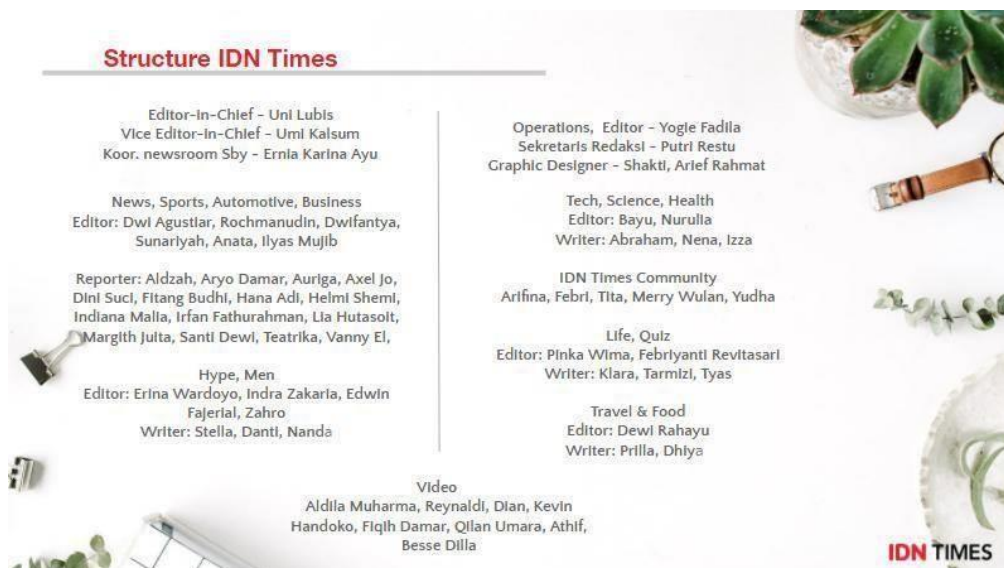 Structure IDN Times
Editor-in-Chief - Uni Lubis
Vice Editor-in-Chief - Umi Kalsum
Koor. newsroom Sby - Ernia Karina Ayu
News, Sports, Automotive, Business
Editor: Dwi Agustiar, Rochmanudin, Dwifantya,
Sunariyah, Anata, Ilyas Mujib
Reporter: Aldzah, Aryo Damar, Auriga, Axel Jo,
Dini Suci, Fitang Budhi, Hana Adi, Helmi Shemi,
Indiana Malia, Irfan Fathurahman, Lia Hutasoit,
Margith Juita, Santi Dewi, Teatrika, Vanny El,
Hype, Men
Editor: Erina Wardoyo, Indra Zakaria, Edwin
Fajerial, Zahro
Writer: Stella, Danti, Nanda
Operations, Editor - Yogie Fadila
Sekretaris Redaksi - Putri Restu
Graphic Designer - Shakti, Arief Rahmat
Tech, Science, Health
Editor: Bayu, Nurulia
Writer: Abraham, Nena, Izza
IDN Times Community
Arifina, Febri, Tita, Merry Wulan, Yudha
Life, Quiz
Editor: Pinka Wima, Febriyanti Revitasari
Writer: Klara, Tarmizi, Tyas
Travel & Food
Editor: Dewi Rahayu
Writer: Prilla, Dhiya
Video
Aldila Muharma, Reynaldi, Dian, Kevin
Handoko, Fiqih Damar, Qilan Umara, Athif,
Besse Dilla
IDN TIMES